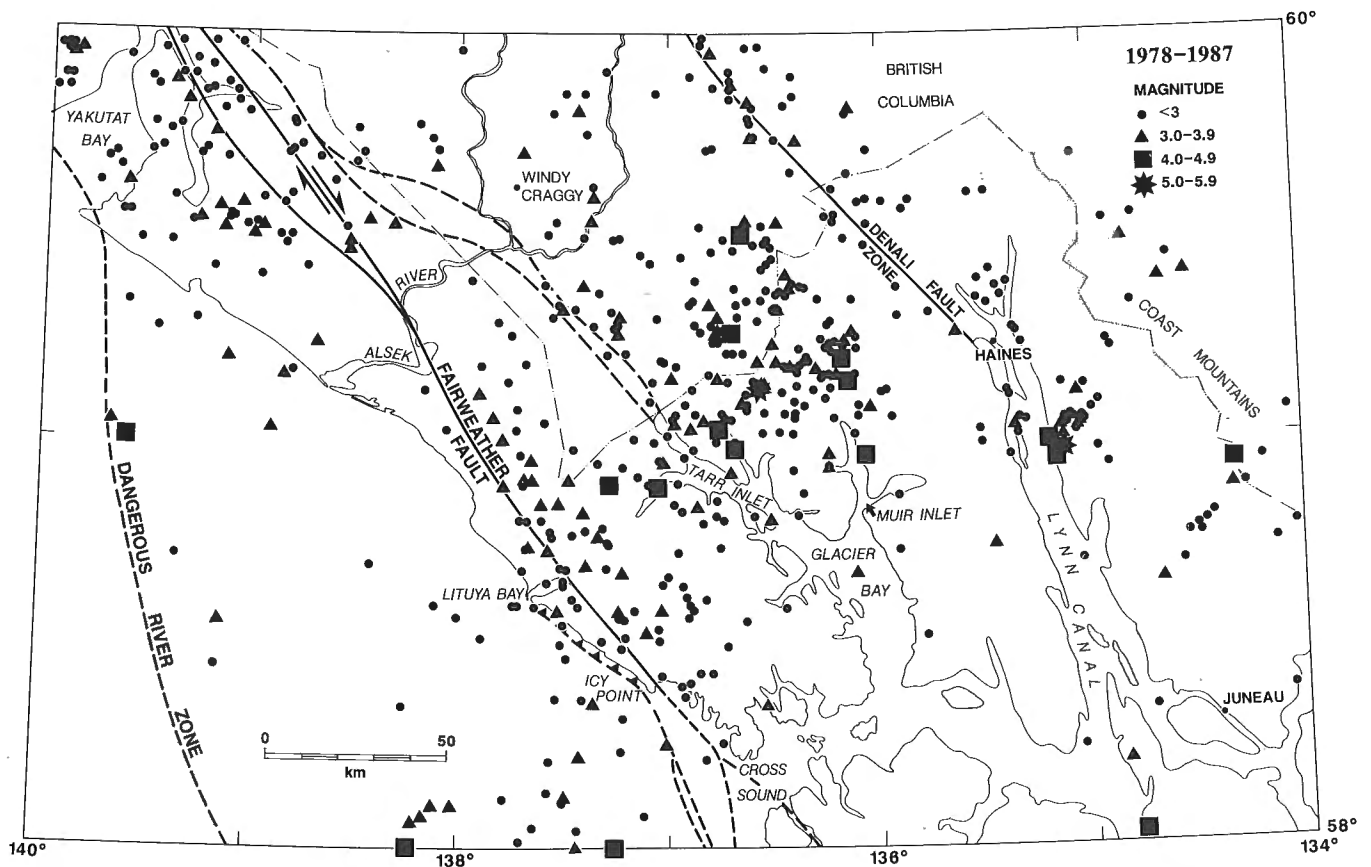 60°
1978–1987
MAGNITUDE
<3
3.0–3.9
4.0–4.9
5.0–5.9
BRITISH
COLUMBIA
YAKUTAT
BAY
WINDY
CRAGGY
DENALI
FAULT
ZONE
RIVER
ALSEK
HAINES
COAST
MOUNTAINS
FAIRWEATHER
FAULT
TARR INLET
MUIR INLET
GLACIER
BAY
LYNN CANAL
DANGEROUS
RIVER
ZONE
LITUYA BAY
ICY
POINT
JUNEAU
CROSS
SOUND
0
50
km
140°
138°
136°
134°
58°